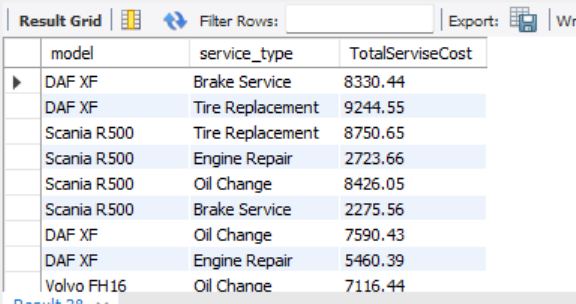 Result Grid Filter Rows: Export: Wr
model service_type TotalServiseCost
DAF XF Brake Service 8330.44
DAF XF Tire Replacement 9244.55
Scania R500 Tire Replacement 8750.65
Scania R500 Engine Repair 2723.66
Scania R500 Oil Change 8426.05
Scania R500 Brake Service 2275.56
DAF XF Oil Change 7590.43
DAF XF Engine Repair 5460.39
Volvo FH16 Oil Change 7116.44